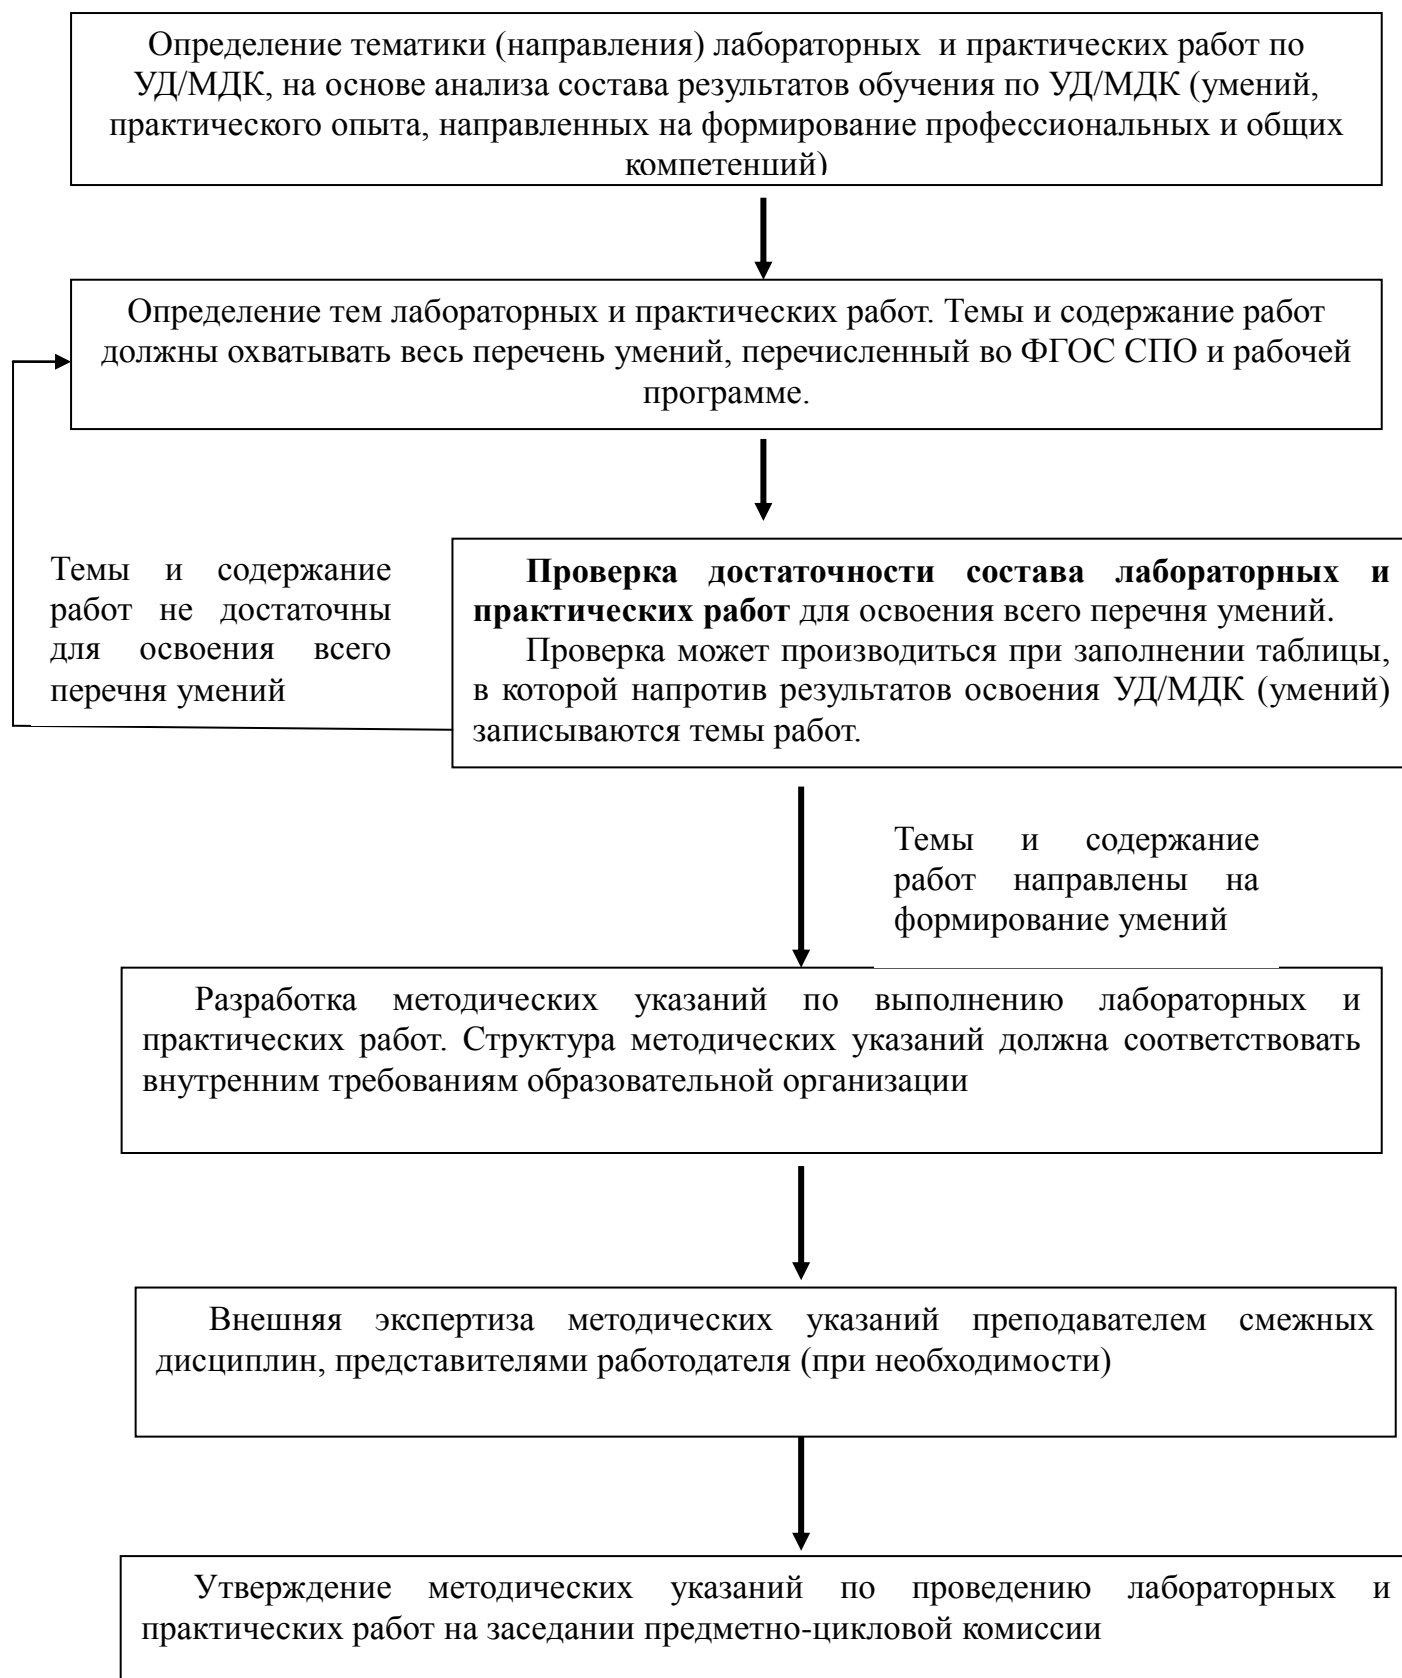 Определение тематики (направления) лабораторных и практических работ по
УД/МДК, на основе анализа состава результатов обучения по УД/МДК (умений,
практического опыта, направленных на формирование профессиональных и общих
компетенций)
Определение тем лабораторных и практических работ. Темы и содержание работ
должны охватывать весь перечень умений, перечисленный во ФГОС СПО и рабочей
программе.
Темы и содержание
работ не достаточны
для освоения всего
перечня умений
Проверка достаточности состава лабораторных и
практических работ для освоения всего перечня умений.
Проверка может производиться при заполнении таблицы,
в которой напротив результатов освоения УД/МДК (умений)
записываются темы работ.
Темы и содержание
работ направлены на
формирование умений
Разработка методических указаний по выполнению лабораторных и
практических работ. Структура методических указаний должна соответствовать
внутренним требованиям образовательной организации
Внешняя экспертиза методических указаний преподавателем смежных
дисциплин, представителями работодателя (при необходимости)
Утверждение методических указаний по проведению лабораторных и
практических работ на заседании предметно-цикловой комиссии